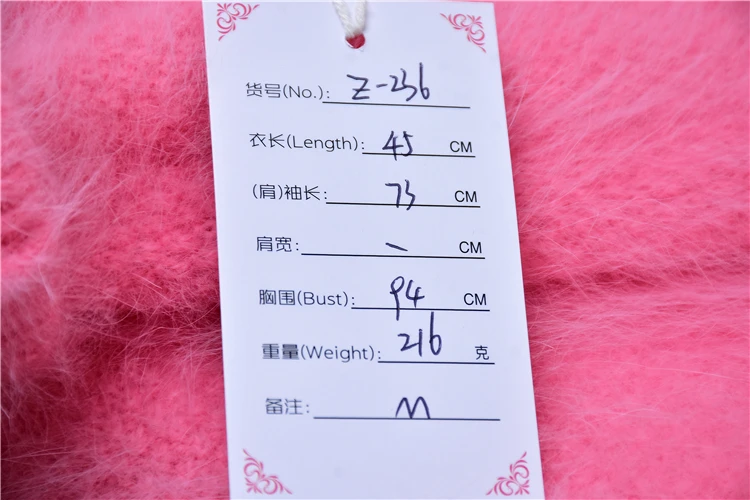 货号(No.): Z-236
衣长(Length): 45 CM
(肩)袖长: 73 CM
肩宽: - CM
胸围(Bust): 94 CM
重量(Weight): 216 克
备注: M